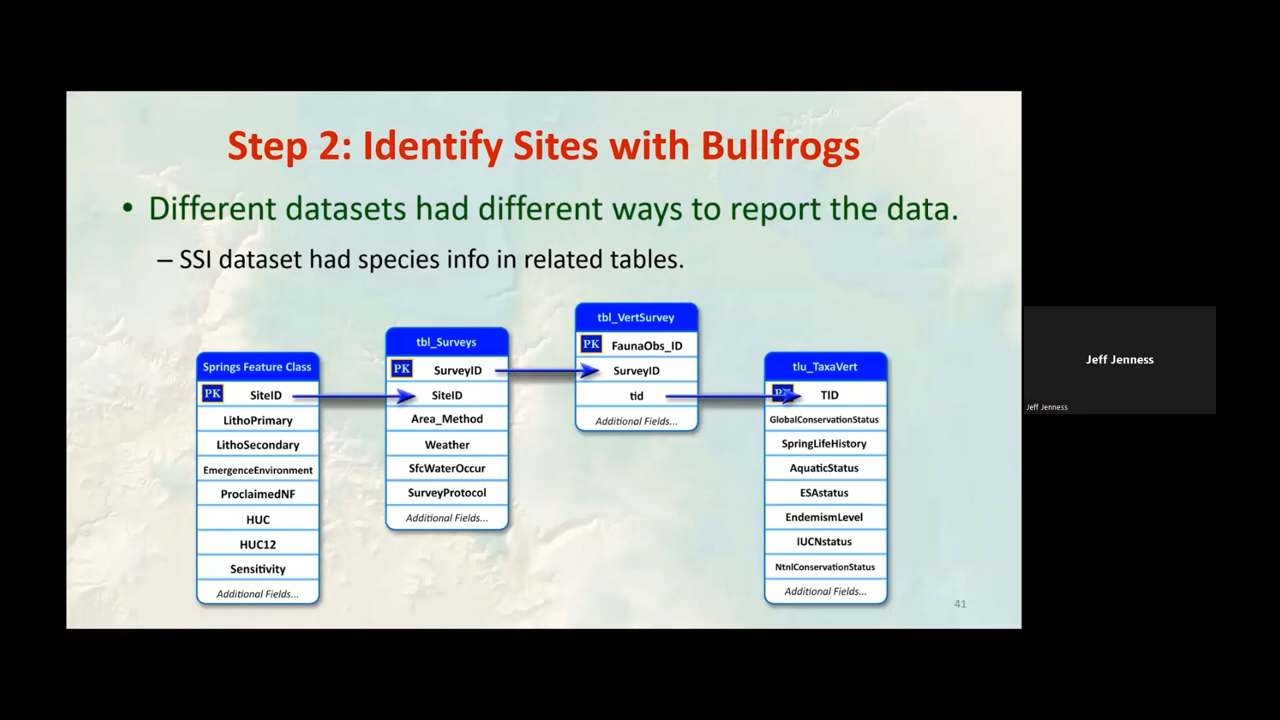 Step 2: Identify Sites with Bullfrogs
• Different datasets had different ways to report the data.
– SSI dataset had species info in related tables.
Springs Feature Class
PK SiteID
LithoPrimary
LithoSecondary
EmergenceEnvironment
ProclaimedNF
HUC
HUC12
Sensitivity
Additional Fields...
tbl_Surveys
PK SurveyID
SiteID
Area_Method
Weather
SfcWaterOccur
SurveyProtocol
Additional Fields...
tbl_VertSurvey
PK FaunaObs_ID
SurveyID
tid
Additional Fields...
tlu_TaxaVert
PK TID
GlobalConservationStatus
SpringLifeHistory
AquaticStatus
ESAstatus
EndemismLevel
IUCNstatus
NtnlConservationStatus
Additional Fields...
41
Jeff Jenness
Jeff Jenness